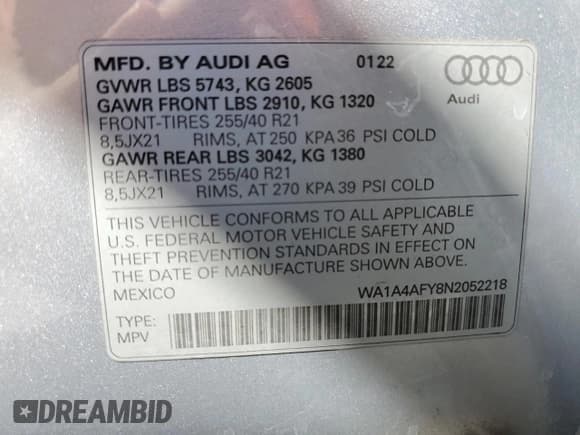 MFD. BY AUDI AG 0122
GVWR LBS 5743, KG 2605
GAWR FRONT LBS 2910, KG 1320
FRONT-TIRES 255/40 R21
8,5JX21 RIMS, AT 250 KPA 36 PSI COLD
GAWR REAR LBS 3042, KG 1380
REAR-TIRES 255/40 R21
8,5JX21 RIMS, AT 270 KPA 39 PSI COLD
Audi
THIS VEHICLE CONFORMS TO ALL APPLICABLE
U.S. FEDERAL MOTOR VEHICLE SAFETY AND
THEFT PREVENTION STANDARDS IN EFFECT ON
THE DATE OF MANUFACTURE SHOWN ABOVE.
MEXICO WA1A4AFY8N2052218
TYPE:
MPV
DREAMBID